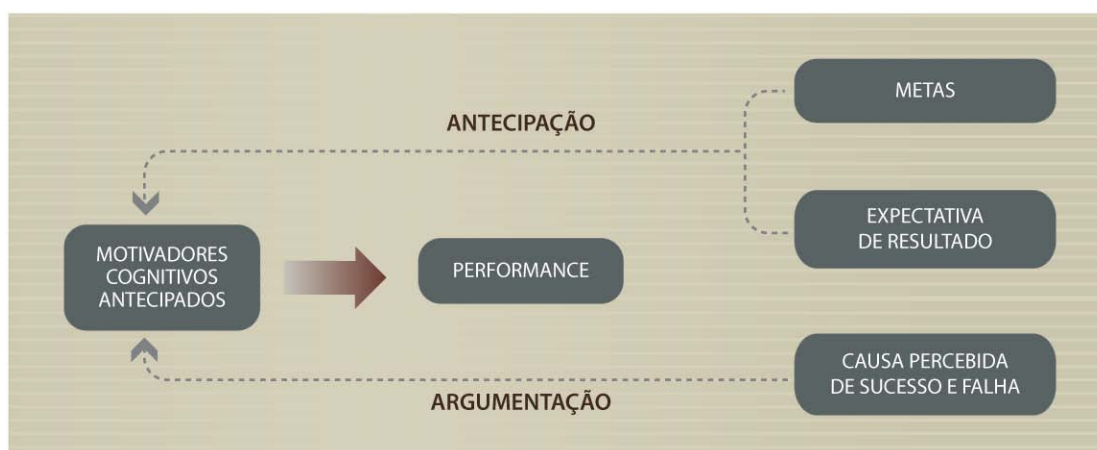 METAS
ANTECIPAÇÃO
EXPECTATIVA
DE RESULTADO
MOTIVADORES
COGNITIVOS
ANTECIPADOS
PERFORMANCE
CAUSA PERCEBIDA
DE SUCESSO E FALHA
ARGUMENTAÇÃO